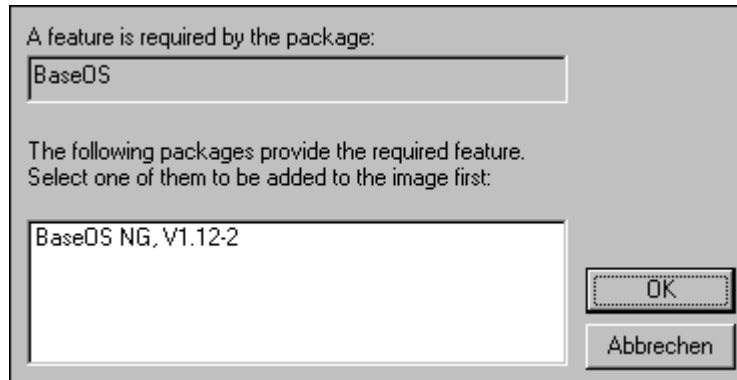 A feature is required by the package:
BaseOS
The following packages provide the required feature.
Select one of them to be added to the image first:
BaseOS NG, V1.12-2
OK
Abbrechen